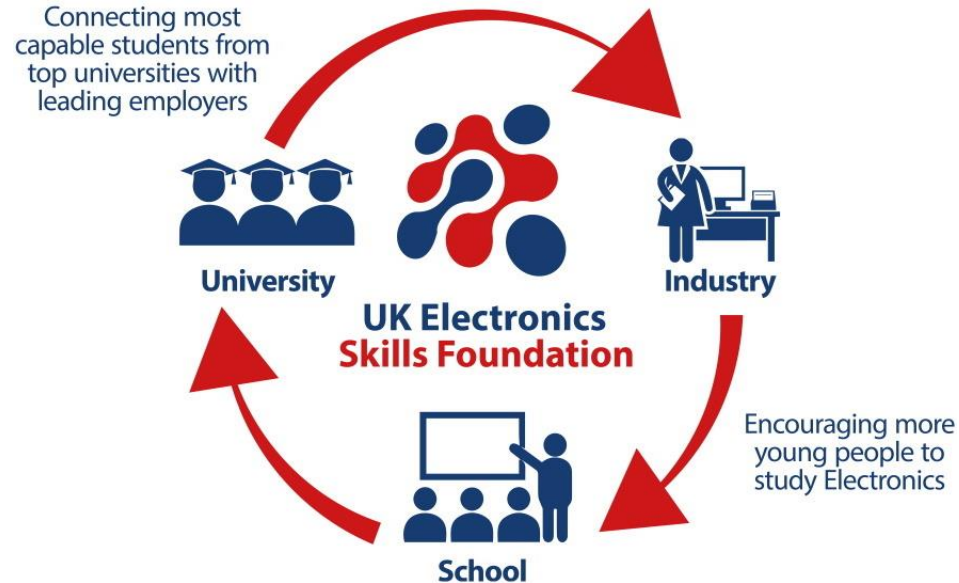 Connecting most
capable students from
top universities with
leading employers
University
Industry
UK Electronics
Skills Foundation
Encouraging more
young people to
study Electronics
School